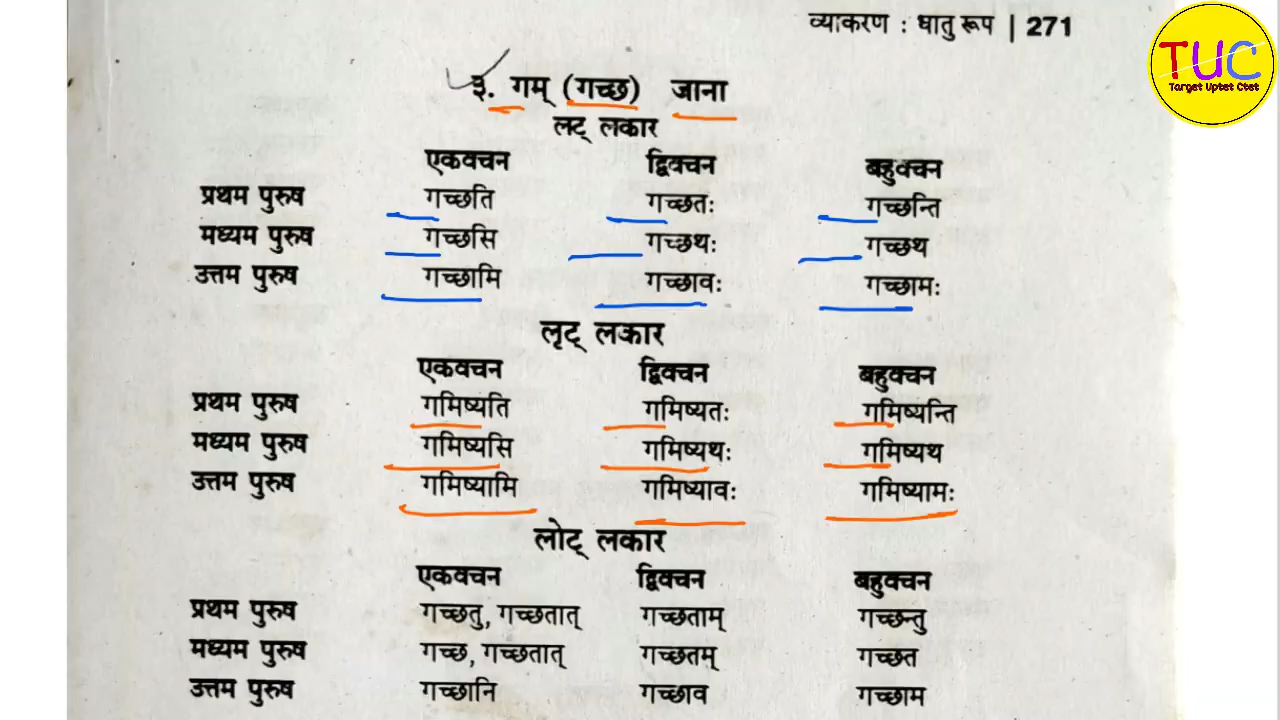 व्याकरण : धातु रूप | 271
TUC
Target Uptet Ctet
३. गम् (गच्छ) जाना
लट् लकार
एकवचन द्विवचन बहुवचन
प्रथम पुरुष गच्छति गच्छतः गच्छन्ति
मध्यम पुरुष गच्छसि गच्छथः गच्छथ
उत्तम पुरुष गच्छामि गच्छावः गच्छामः
लृट् लकार
एकवचन द्विवचन बहुवचन
प्रथम पुरुष गमिष्यति गमिष्यतः गमिष्यन्ति
मध्यम पुरुष गमिष्यसि गमिष्यथः गमिष्यथ
उत्तम पुरुष गमिष्यामि गमिष्यावः गमिष्यामः
लोट् लकार
एकवचन द्विवचन बहुवचन
प्रथम पुरुष गच्छतु, गच्छतात् गच्छताम् गच्छन्तु
मध्यम पुरुष गच्छ, गच्छतात् गच्छतम् गच्छत
उत्तम पुरुष गच्छानि गच्छाव गच्छाम